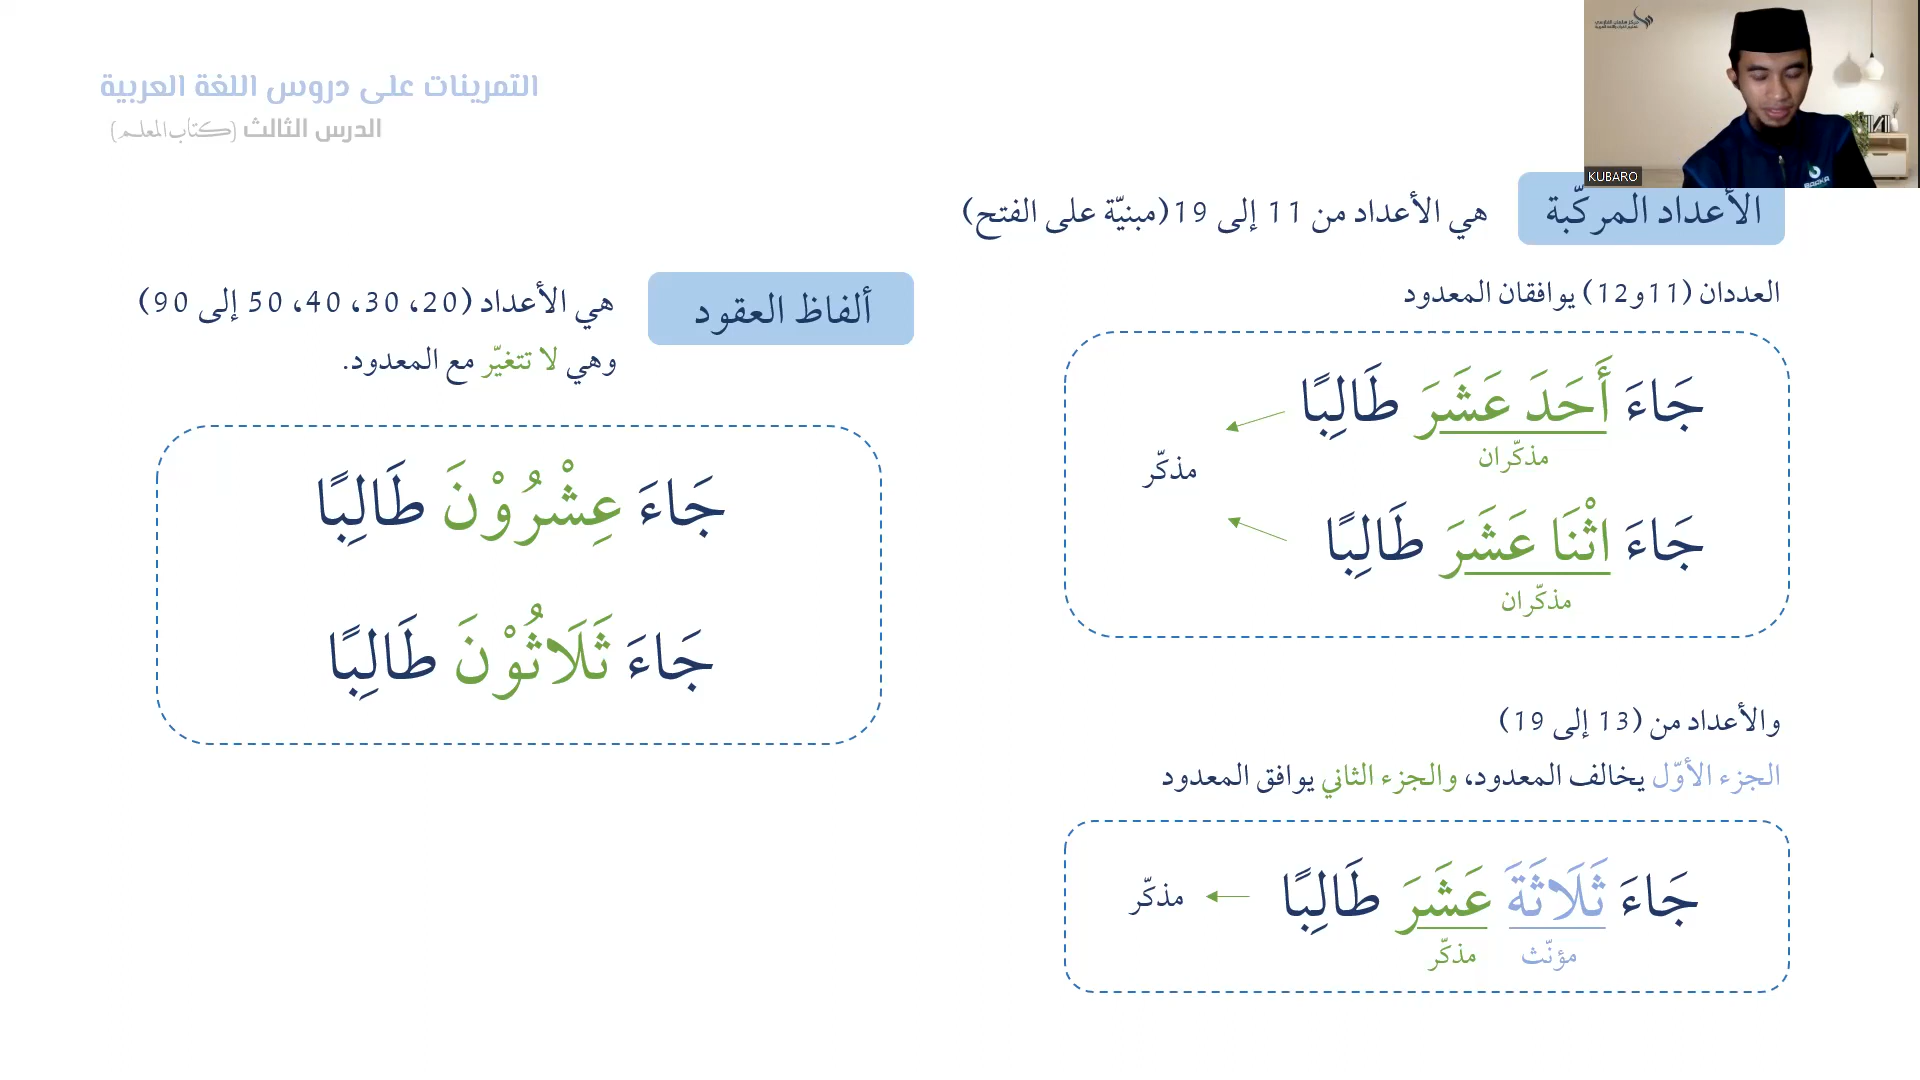 التمرينات على دروس اللغة العربية
الدرس الثالث (كتاب المعلم)
KUBARO
الأعداد المركّبة
هي الأعداد من 11 إلى 19(مبنيّة على الفتح)
العددان (11و12) يوافقان المعدود
جَاءَ أَحَدَ عَشَرَ طَالِبًا
مذكّران
مذكّر
جَاءَ اثْنَا عَشَرَ طَالِبًا
مذكّران
والأعداد من (13 إلى 19)
الجزء الأوّل يخالف المعدود، والجزء الثاني يوافق المعدود
جَاءَ ثَلَاثَةَ عَشَرَ طَالِبًا
مذكّر
مؤنّث
مذكّر
ألفاظ العقود
هي الأعداد (20، 30، 40، 50 إلى 90)
وهي لا تتغيّر مع المعدود.
جَاءَ عِشْرُوْنَ طَالِبًا
جَاءَ ثَلَاثُوْنَ طَالِبًا